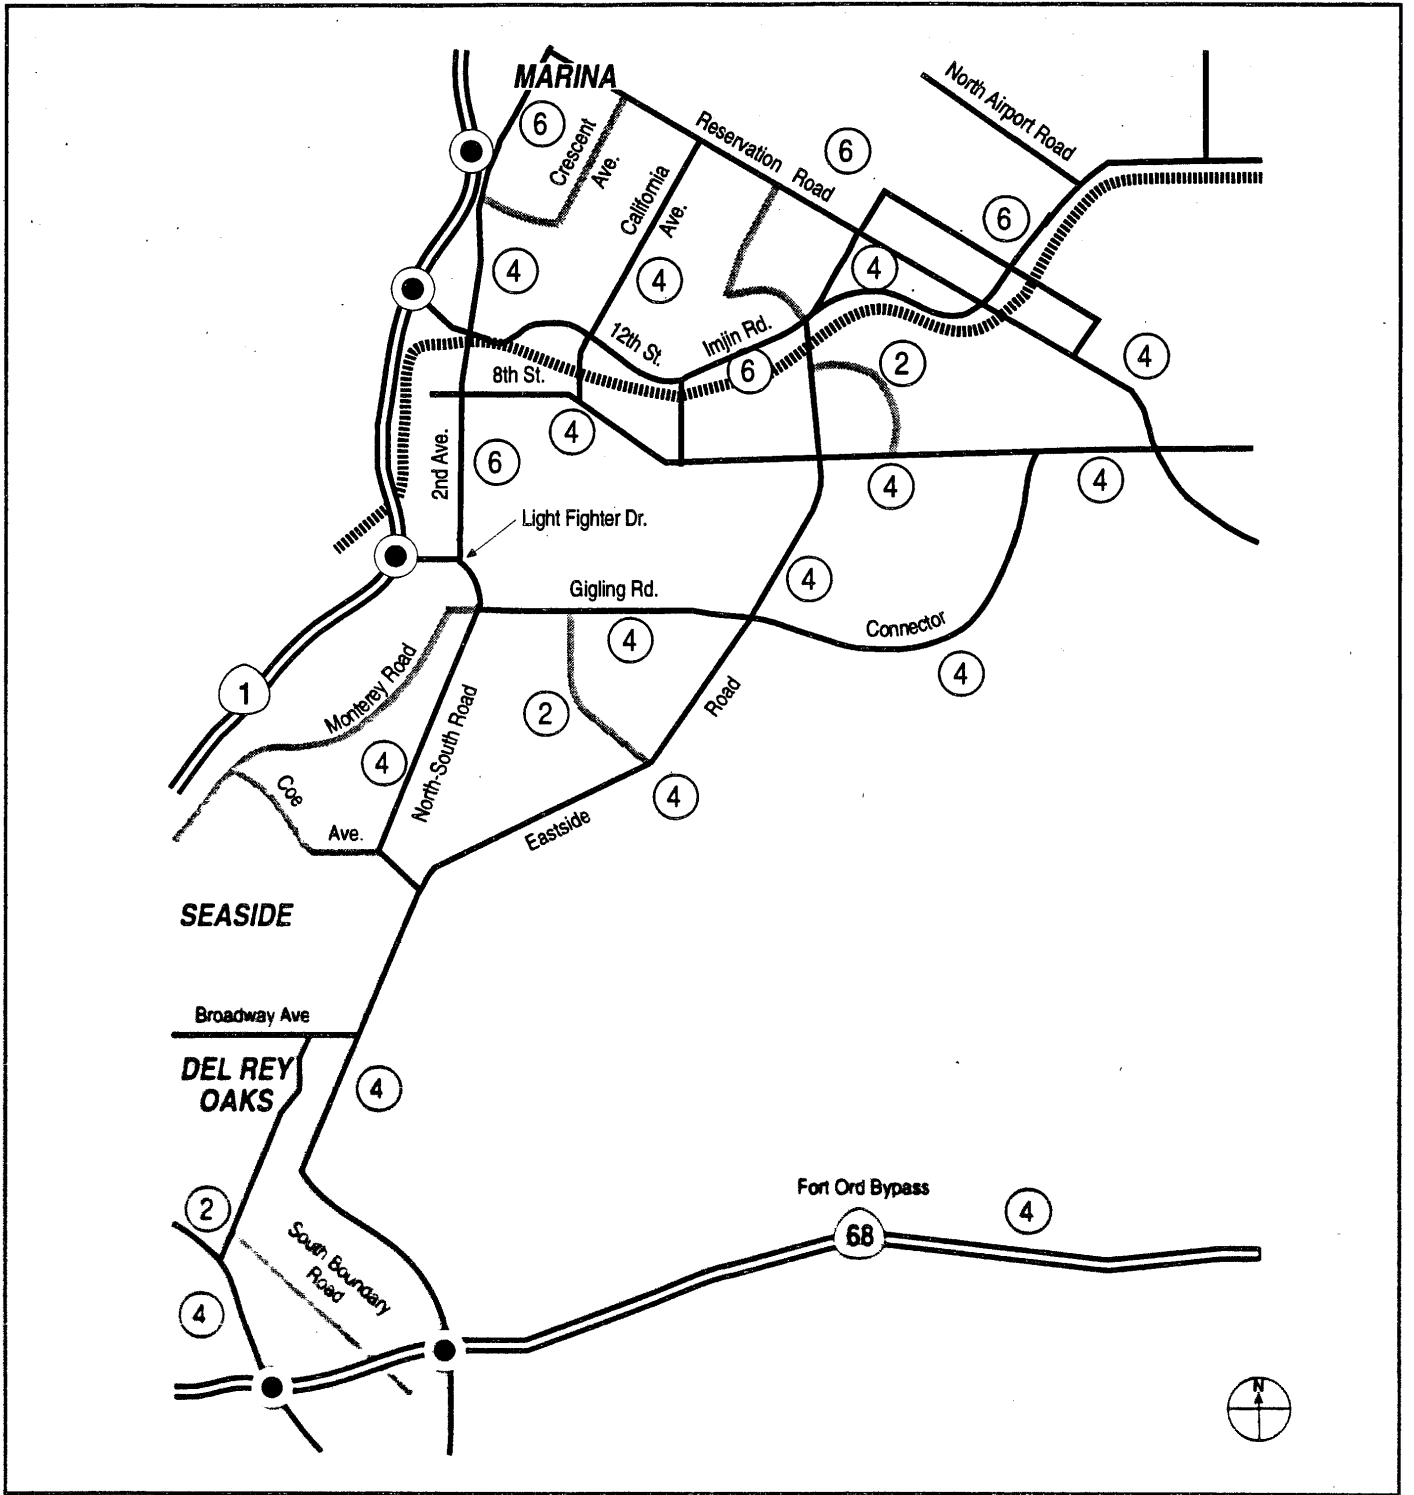 MARINA
6
Crescent
Ave.
Reservation
Road
6
North Airport Road
6
California
Ave.
4
4
4
12th St.
Imjin Rd.
6
2
4
8th St.
4
2nd Ave.
6
4
4
Light Fighter Dr.
4
Gigling Rd.
4
Connector
4
1
Monterey Road
4
North-South Road
2
Road
4
Coe
Ave.
Eastside
SEASIDE
Broadway Ave
DEL REY
OAKS
4
2
South Boundary
Road
4
Fort Ord Bypass
4
68
N